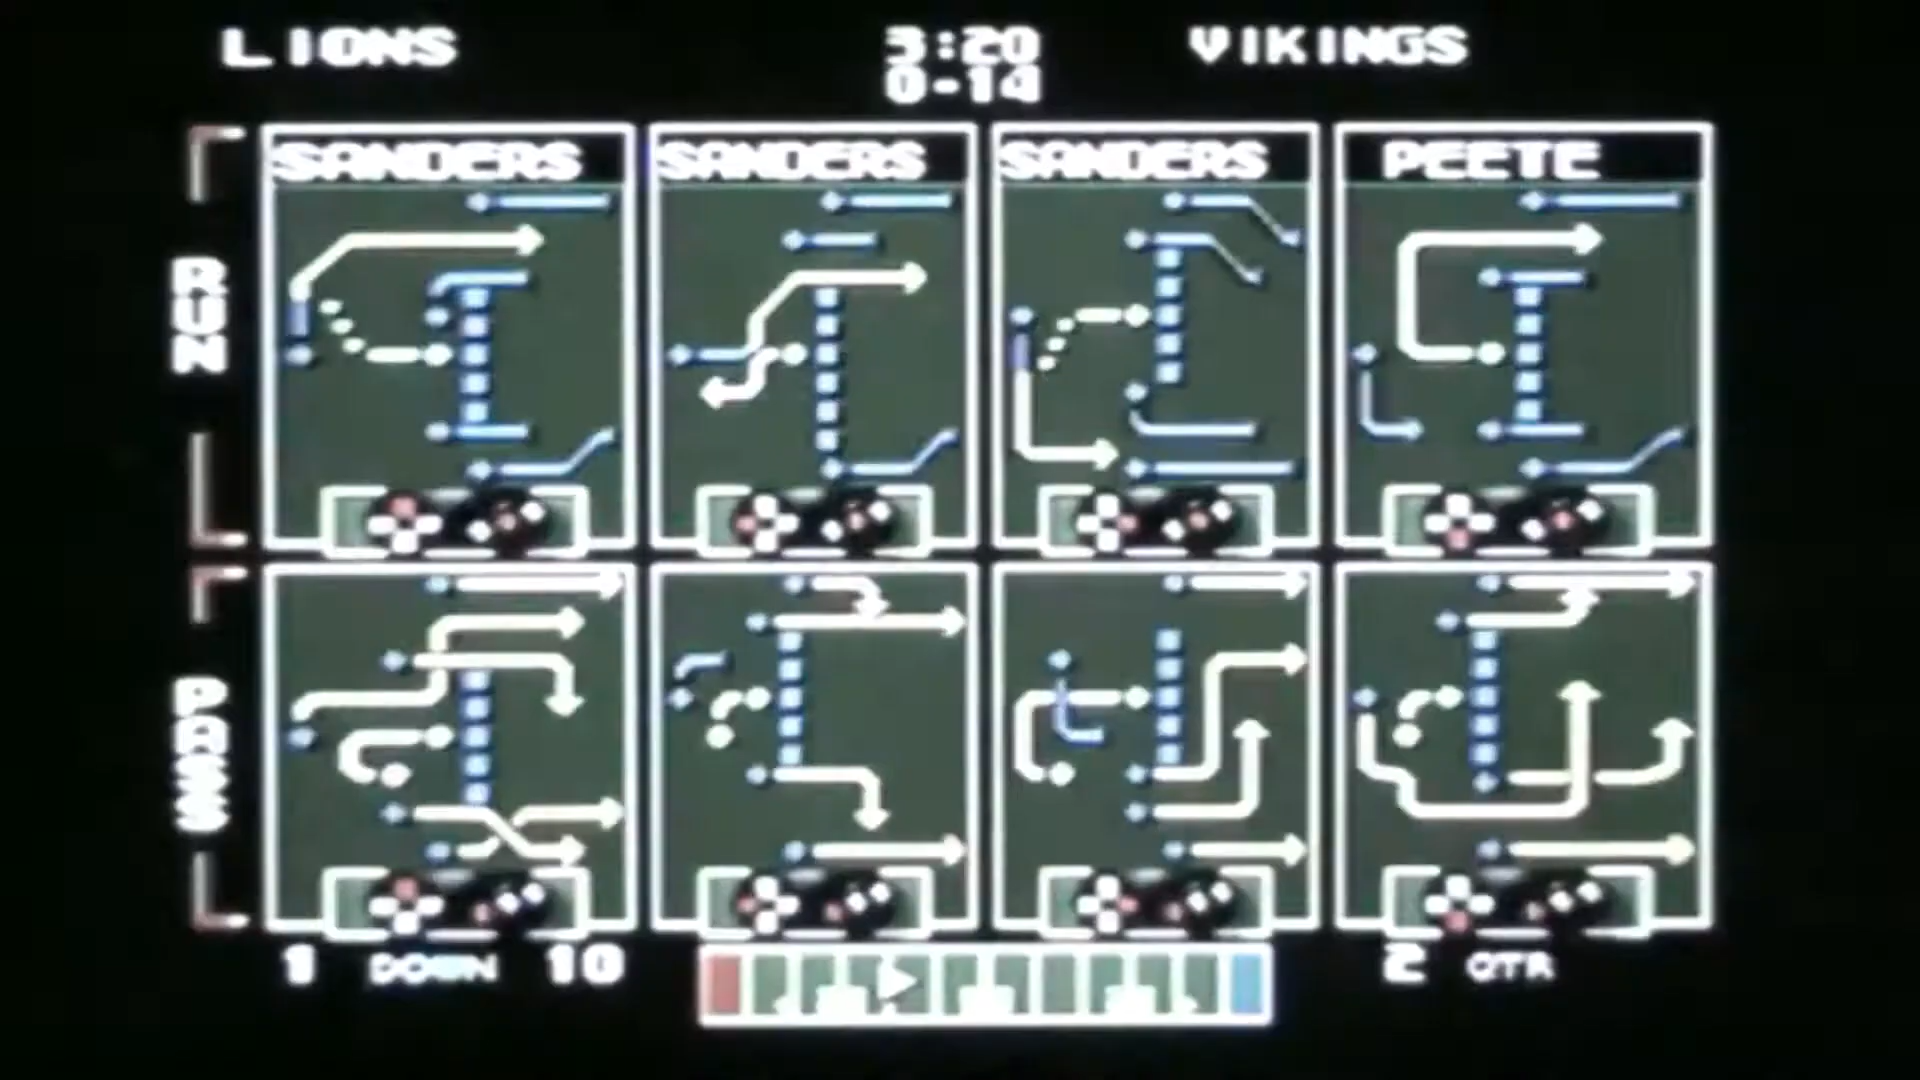 LIONS 3:20 VIKINGS
0-14
RUN
SANDERS SANDERS SANDERS PEETE
PASS
1 DOWN 10 2 QTR